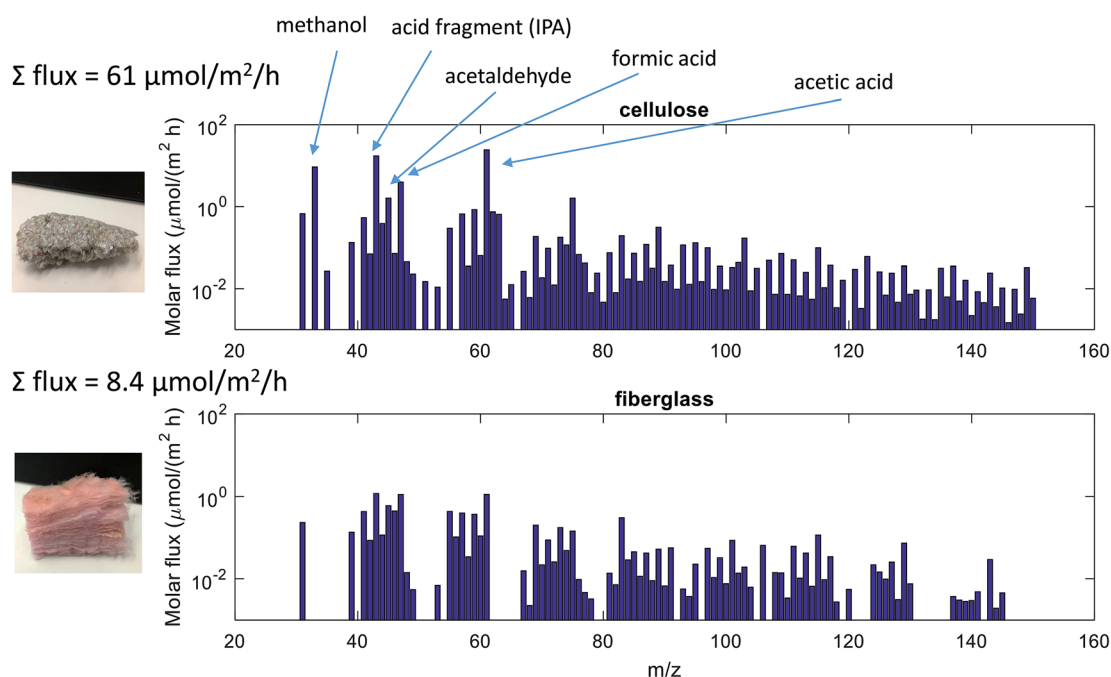 methanol
acid fragment (IPA)
Σ flux = 61 µmol/m²/h
acetaldehyde
formic acid
acetic acid
cellulose
Molar flux (μmol/(m² h)
10²
10⁰
10⁻²
20 40 60 80 100 120 140 160
Σ flux = 8.4 µmol/m²/h
fiberglass
Molar flux (μmol/(m² h)
10²
10⁰
10⁻²
20 40 60 80 100 120 140 160
m/z